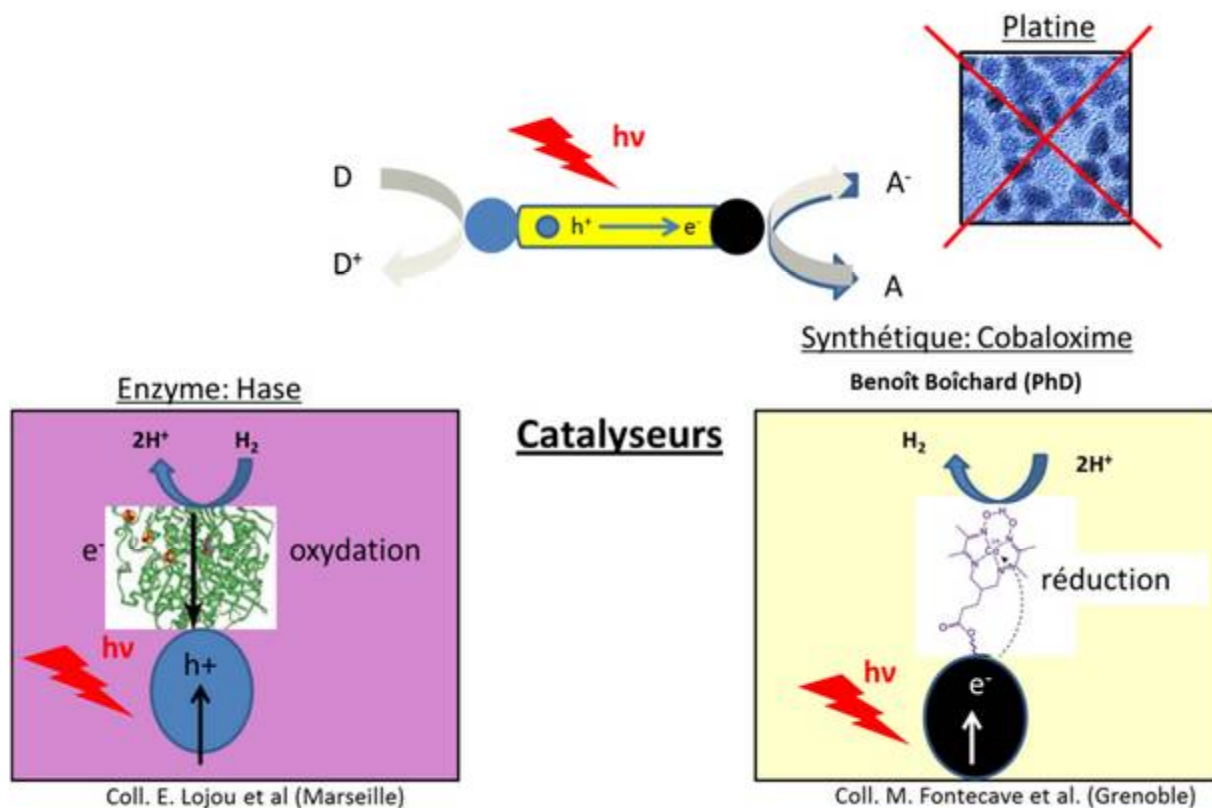 Platine
hν
D
A⁻
h⁺
e⁻
D⁺
A
Synthétique: Cobaloxime
Benoît Boîchard (PhD)
Enzyme: Hase
Catalyseurs
2H⁺
H₂
e⁻
oxydation
hν
h+
Coll. E. Lojou et al (Marseille)
H₂
2H⁺
O
H
O
N
N
Co
N
N
réduction
O
O
hν
e⁻
Coll. M. Fontecave et al. (Grenoble)